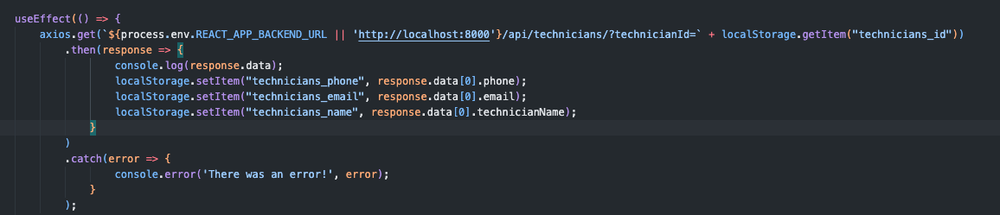 useEffect(() => {
    axios.get(`${process.env.REACT_APP_BACKEND_URL || 'http://localhost:8000'}/api/technicians/?technicianId=` + localStorage.getItem("technicians_id"))
        .then(response => {
                console.log(response.data);
                localStorage.setItem("technicians_phone", response.data[0].phone);
                localStorage.setItem("technicians_email", response.data[0].email);
                localStorage.setItem("technicians_name", response.data[0].technicianName);
            }
        )
        .catch(error => {
                console.error('There was an error!', error);
            }
        );